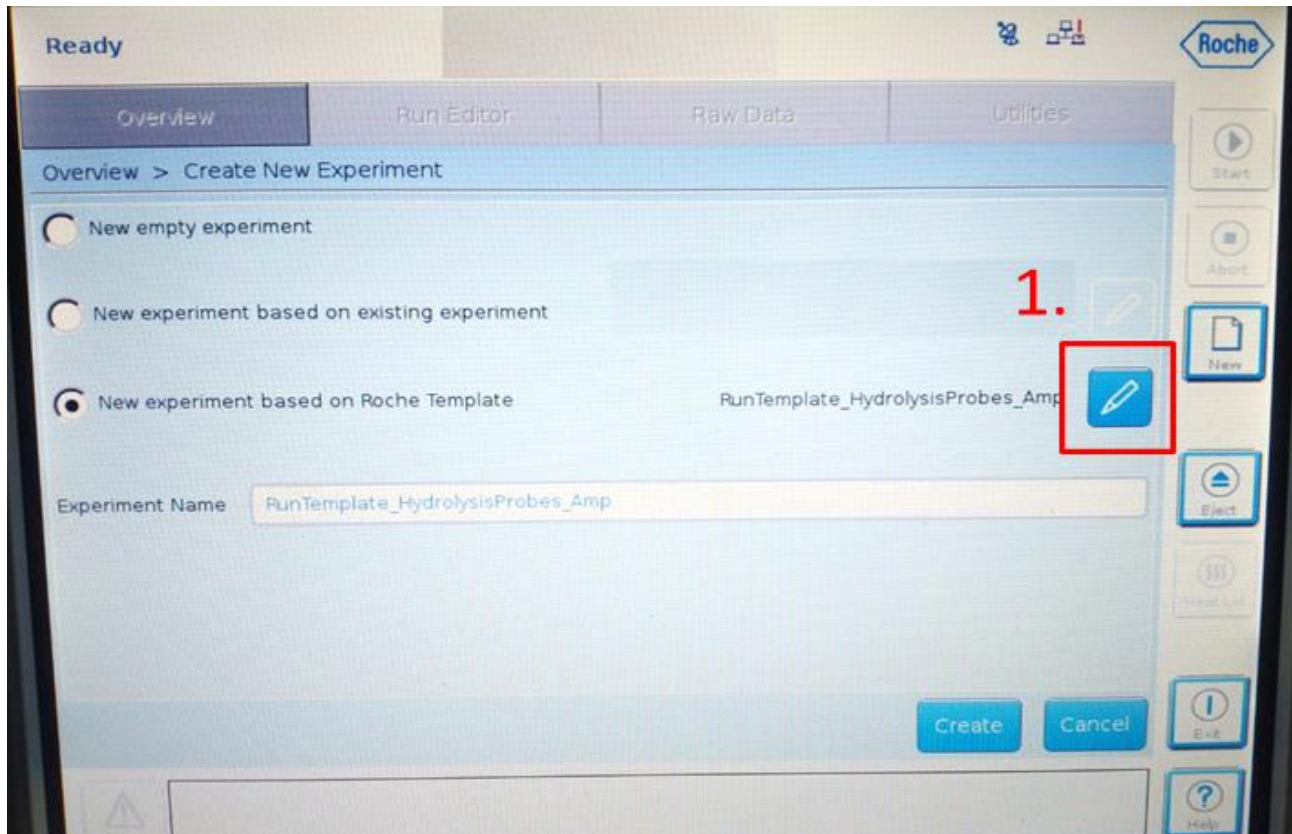 Ready
Roche
Overview
Run Editor
Raw Data
Utilities
Start
Overview > Create New Experiment
New empty experiment
Abort
New experiment based on existing experiment
1.
New
New experiment based on Roche Template
RunTemplate_HydrolysisProbes_Amp
Experiment Name
RunTemplate_HydrolysisProbes_Amp
Eject
Create
Cancel
Exit
Help